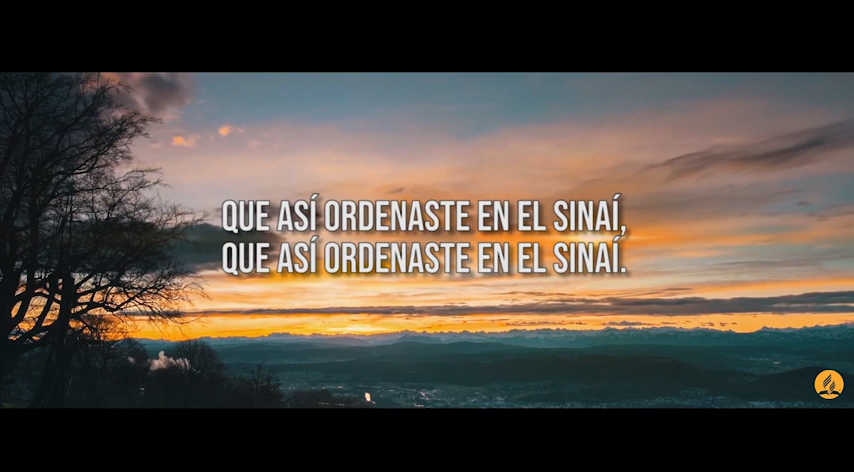 QUE ASÍ ORDENASTE EN EL SINAÍ,
QUE ASÍ ORDENASTE EN EL SINAÍ.